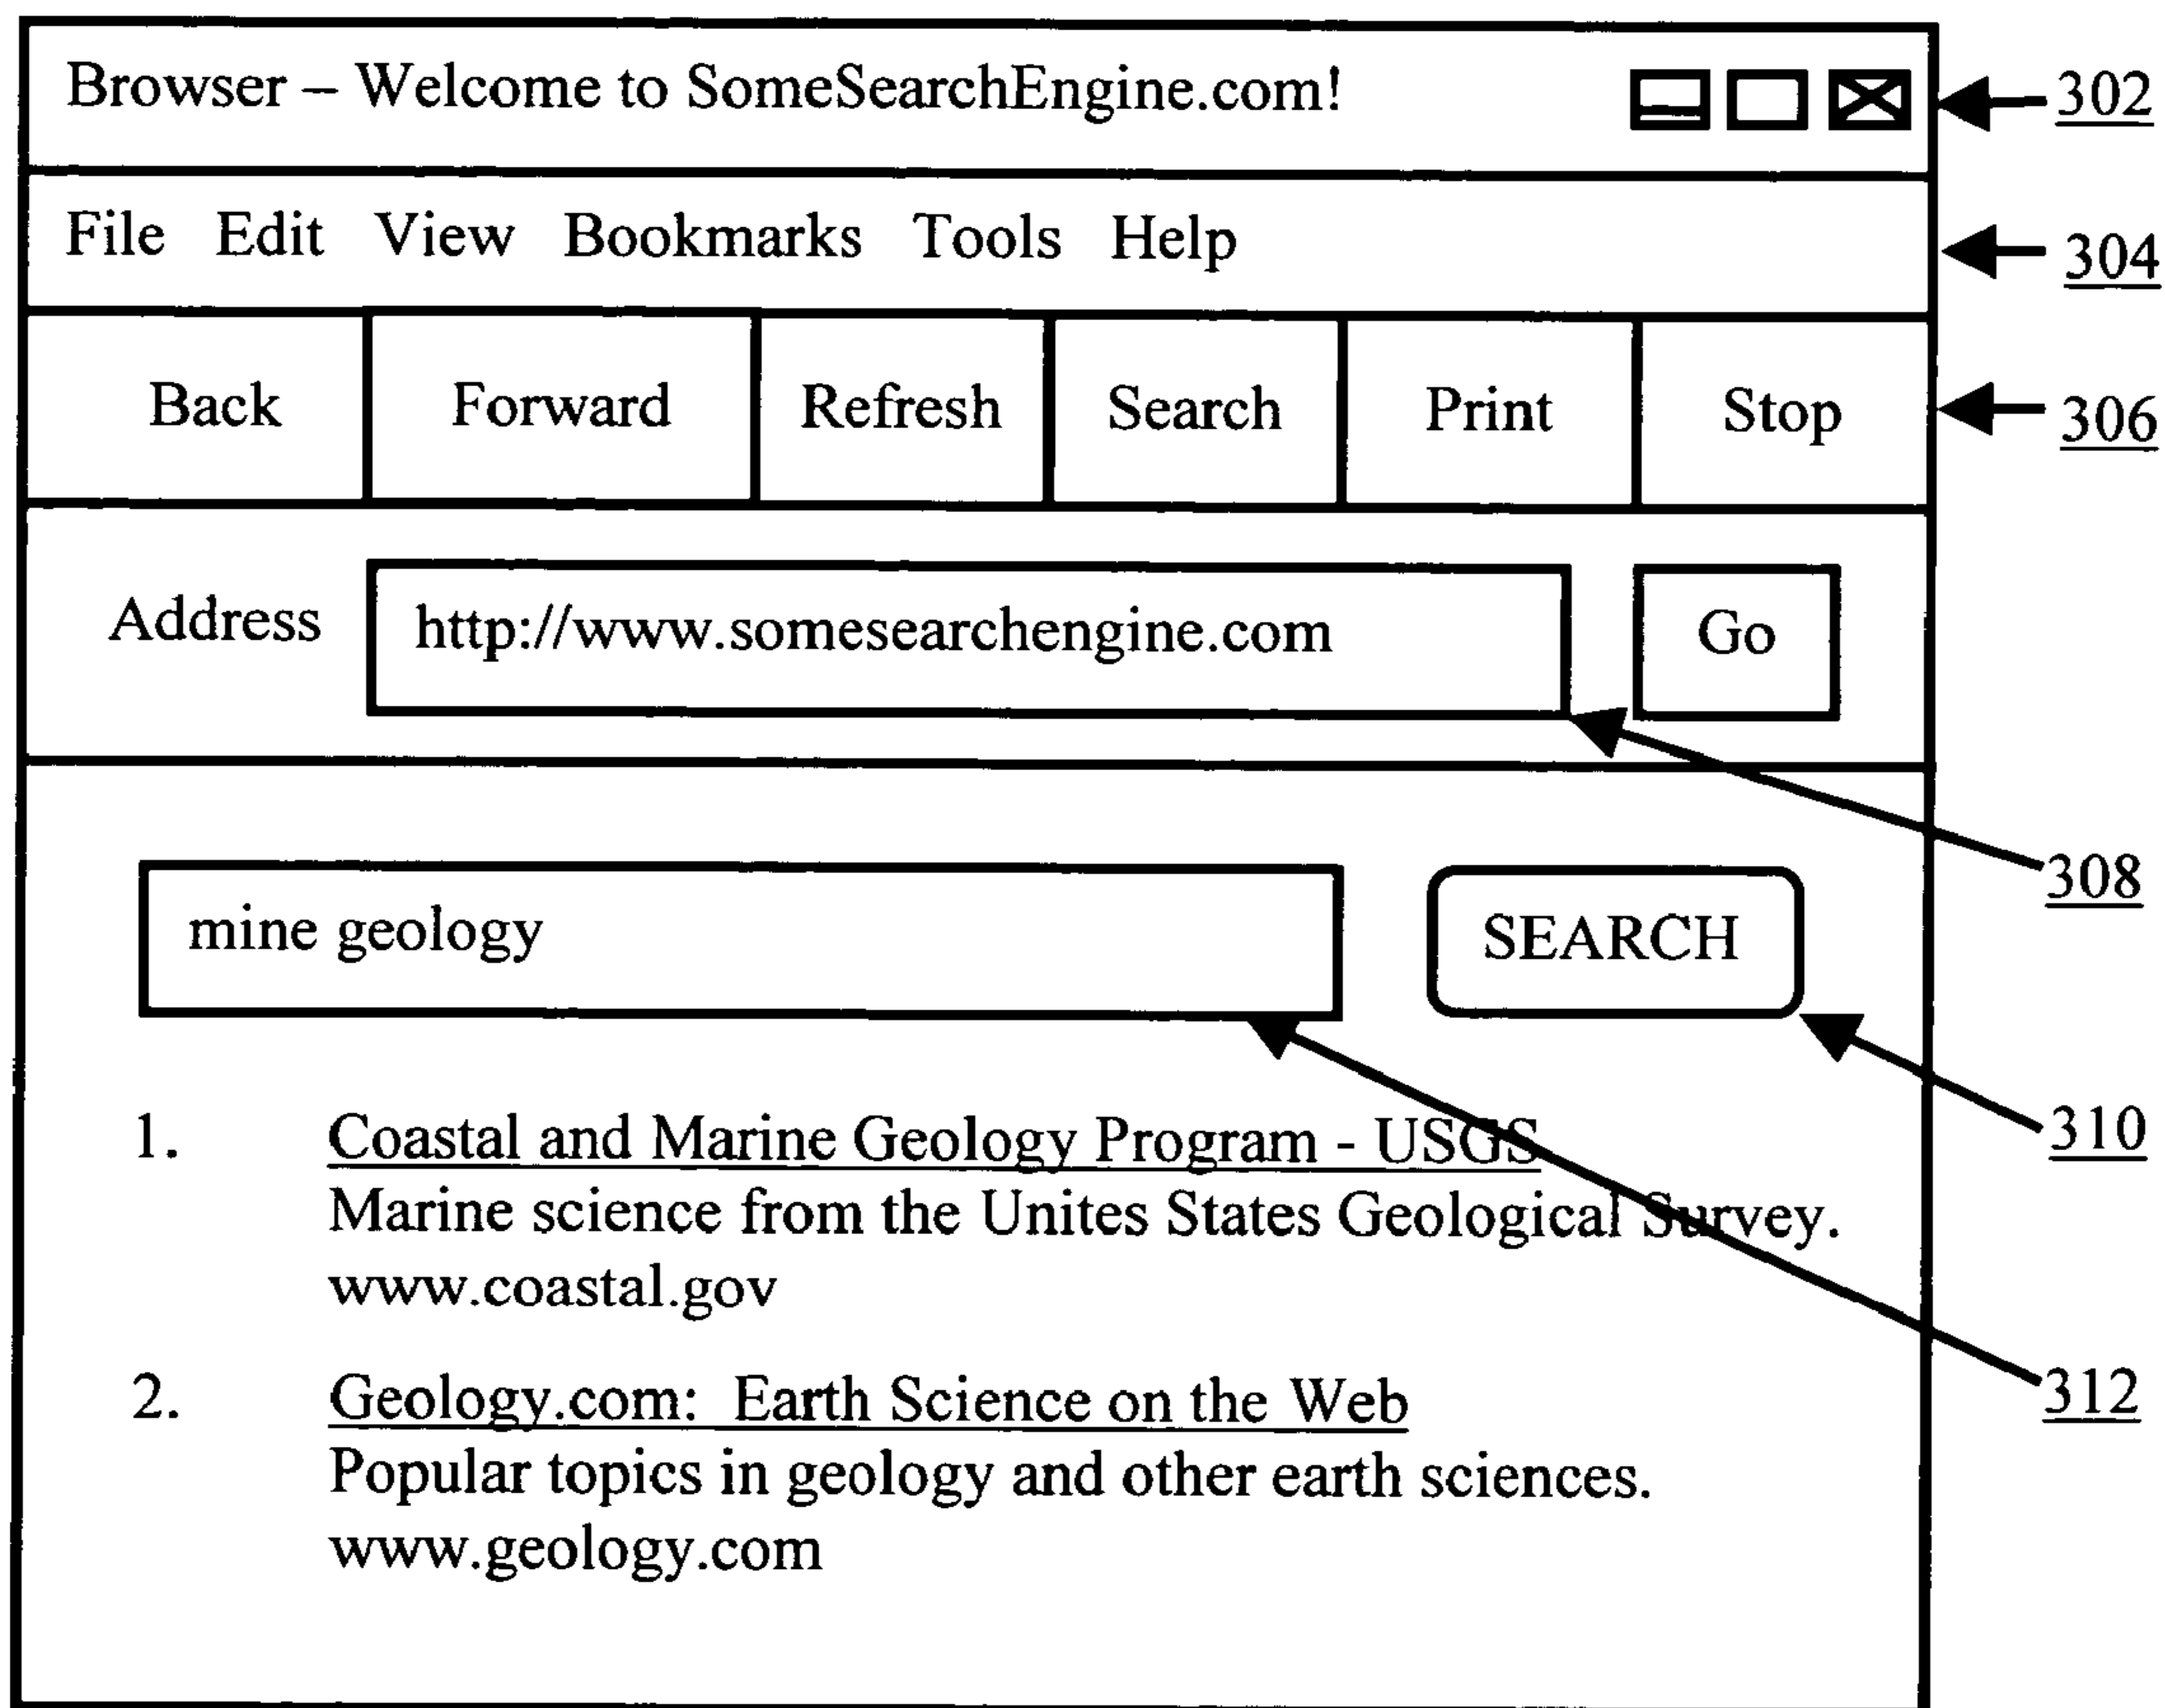 Browser – Welcome to SomeSearchEngine.com!
302
File Edit View Bookmarks Tools Help
304
Back Forward Refresh Search Print Stop
306
Address http://www.somesearchengine.com Go
308
mine geology SEARCH
310
1. Coastal and Marine Geology Program - USGS
Marine science from the Unites States Geological Survey.
www.coastal.gov
312
2. Geology.com: Earth Science on the Web
Popular topics in geology and other earth sciences.
www.geology.com